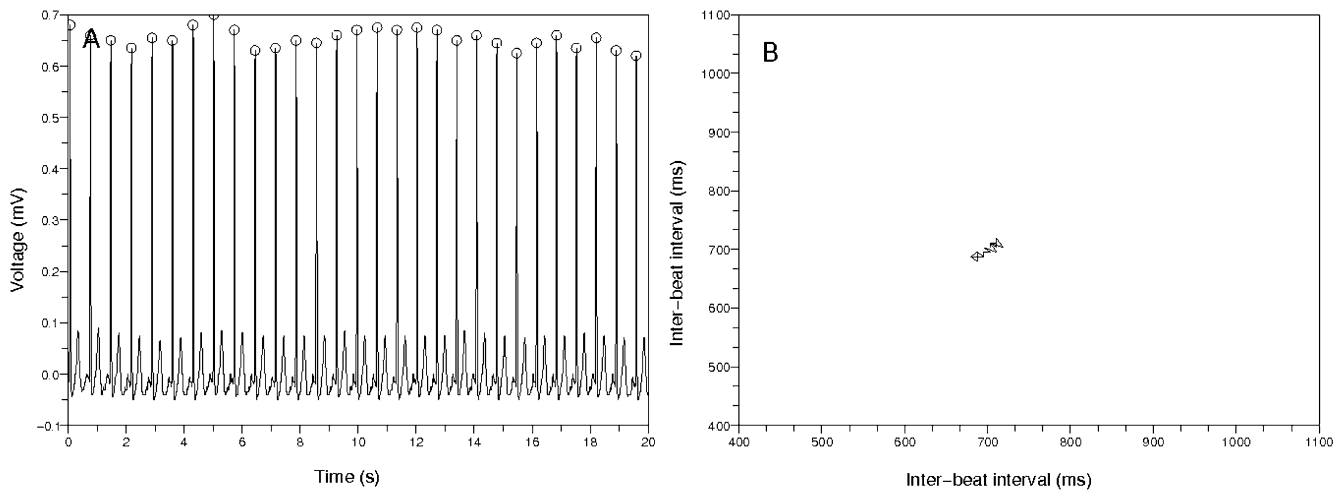 A
0.7
0.6
0.5
0.4
0.3
0.2
0.1
0.0
−0.1
0 2 4 6 8 10 12 14 16 18 20
Voltage (mV)
Time (s)
B
1100
1000
900
800
700
600
500
400
400 500 600 700 800 900 1000 1100
Inter−beat interval (ms)
Inter−beat interval (ms)